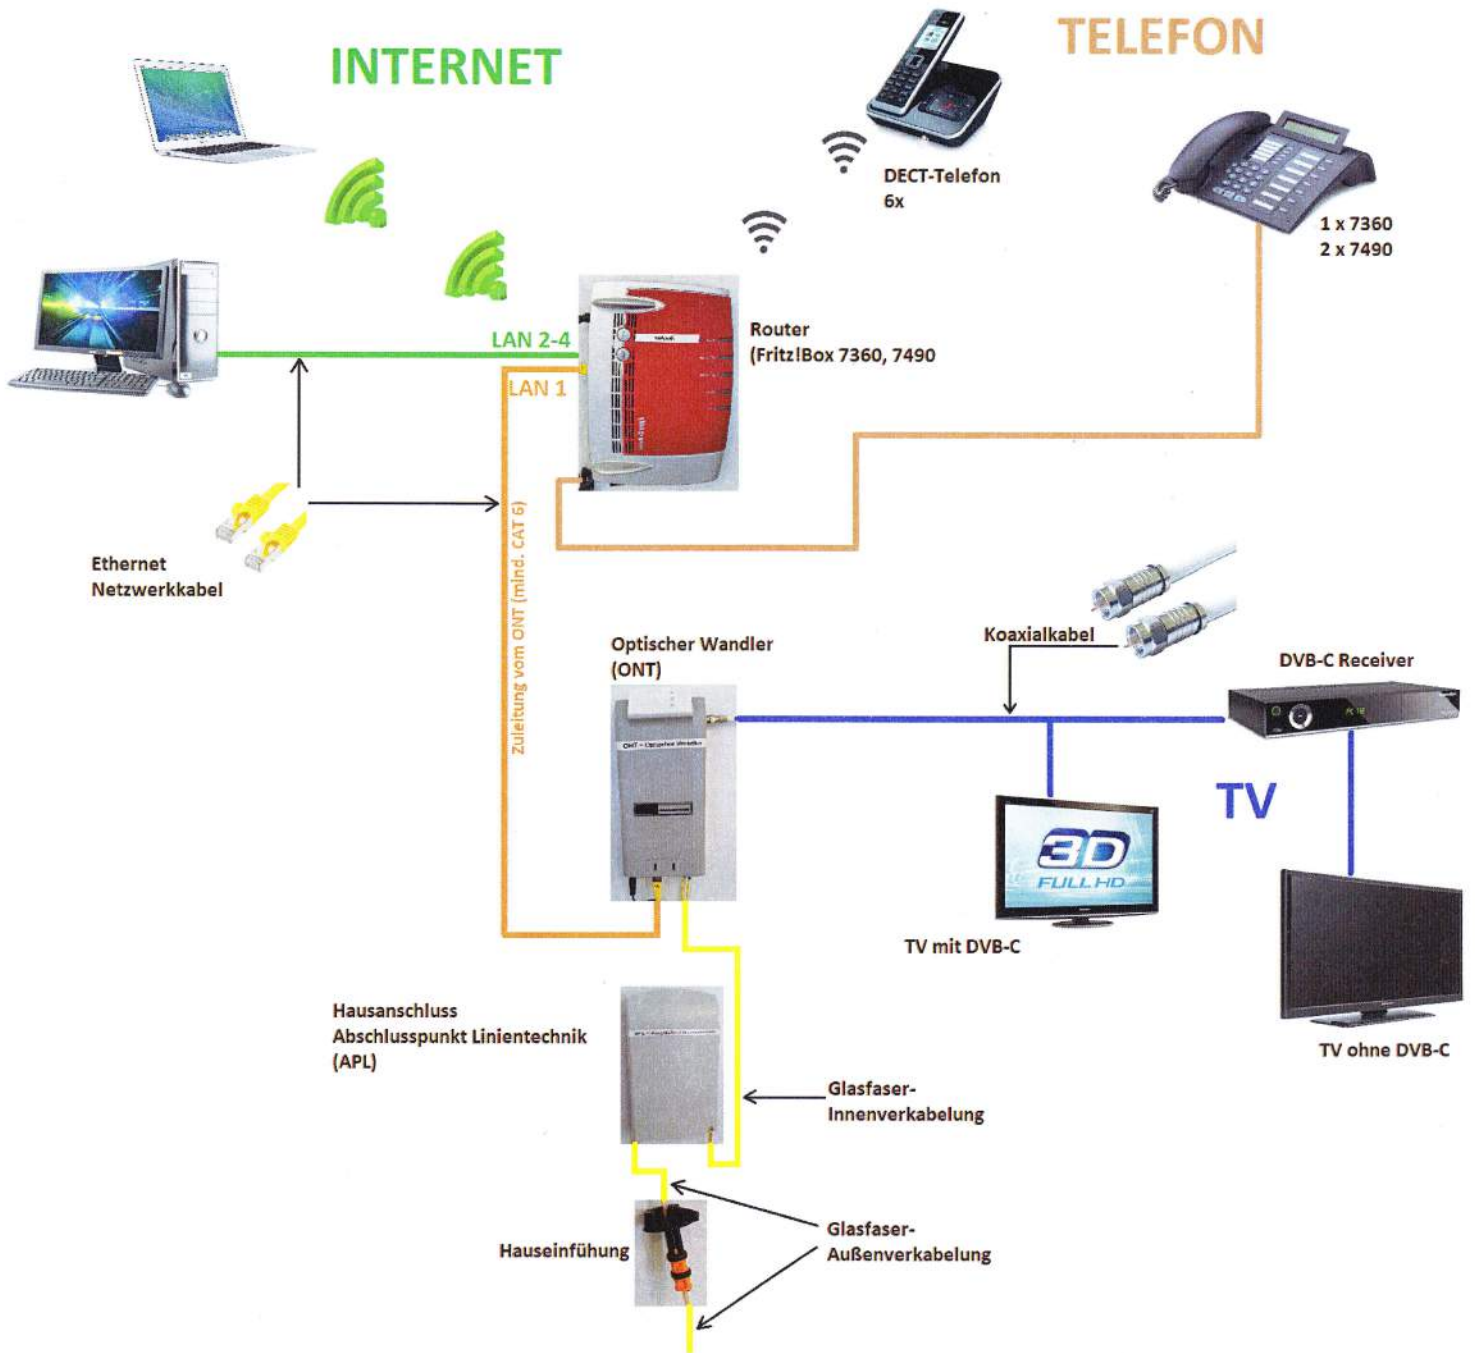 INTERNET
TELEFON
DECT-Telefon
6x
1 x 7360
2 x 7490
LAN 2-4
LAN 1
Router
(Fritz!Box 7360, 7490
Ethernet
Netzwerkkabel
Zuleitung vom ONT (mind. CAT 6)
Optischer Wandler
(ONT)
Koaxialkabel
DVB-C Receiver
TV
3D
FULL HD
TV mit DVB-C
TV ohne DVB-C
Hausanschluss
Abschlusspunkt Linientechnik
(APL)
Glasfaser-
Innenverkabelung
Hauseinfühung
Glasfaser-
Außenverkabelung